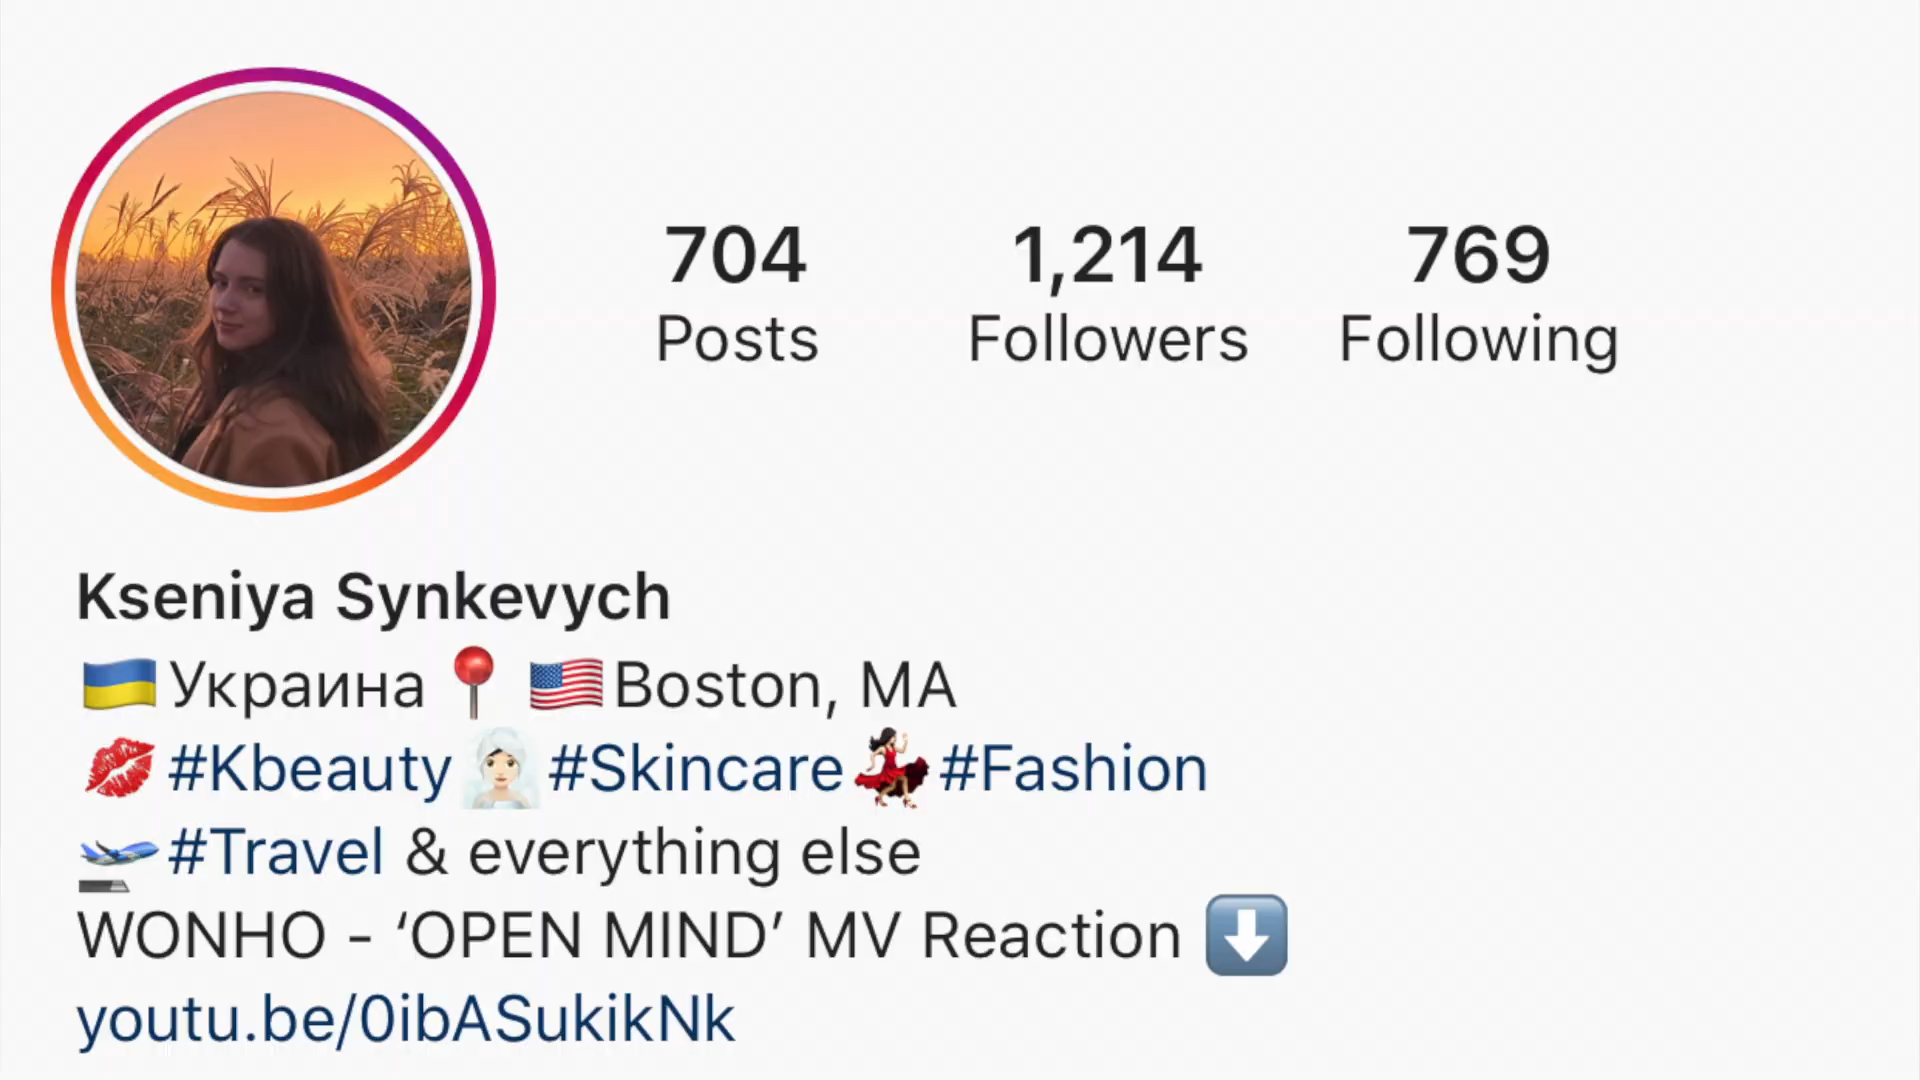 704 1,214 769
Posts Followers Following
Kseniya Synkevych
🇺🇦Украина📍 🇺🇸Boston, MA
💋#Kbeauty👰🏻#Skincare💃🏻#Fashion
🛫#Travel & everything else
WONHO - ‘OPEN MIND’ MV Reaction ⬇️
youtu.be/0ibASukikNk